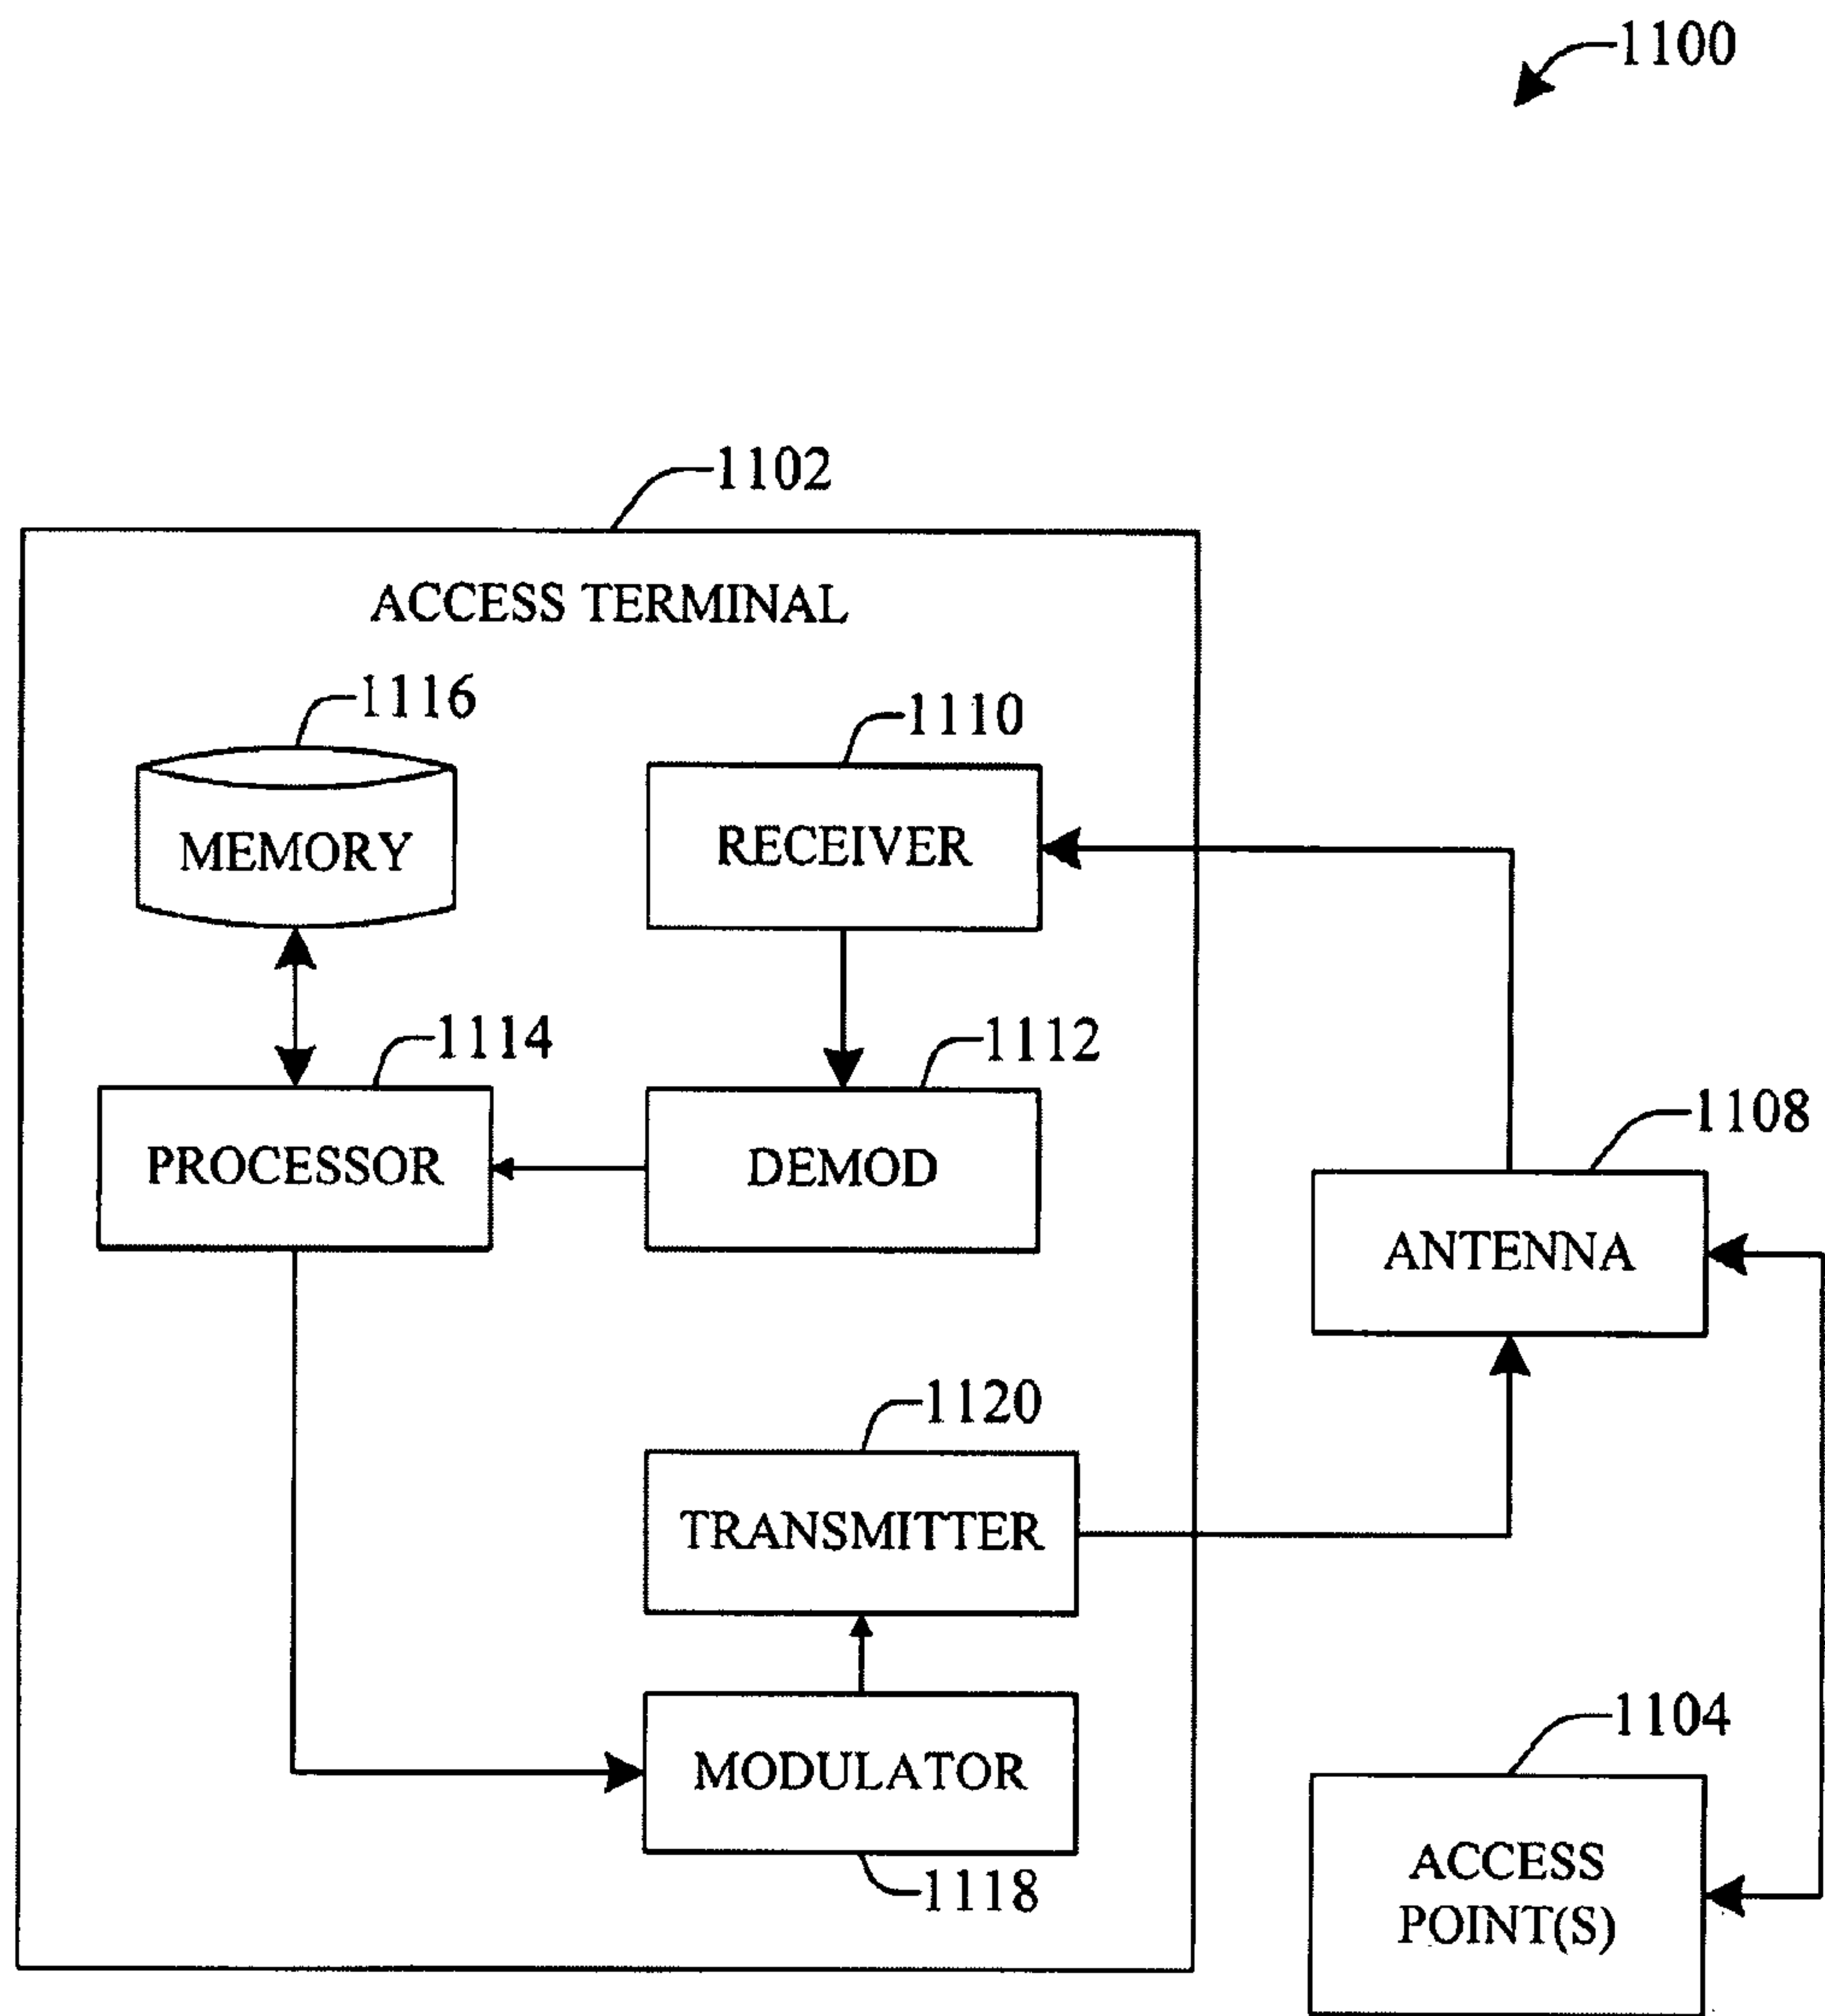 1100
1102
ACCESS TERMINAL
1116
1110
MEMORY
RECEIVER
1114
1112
PROCESSOR
DEMOD
1108
ANTENNA
1120
TRANSMITTER
MODULATOR
1118
1104
ACCESS
POINT(S)